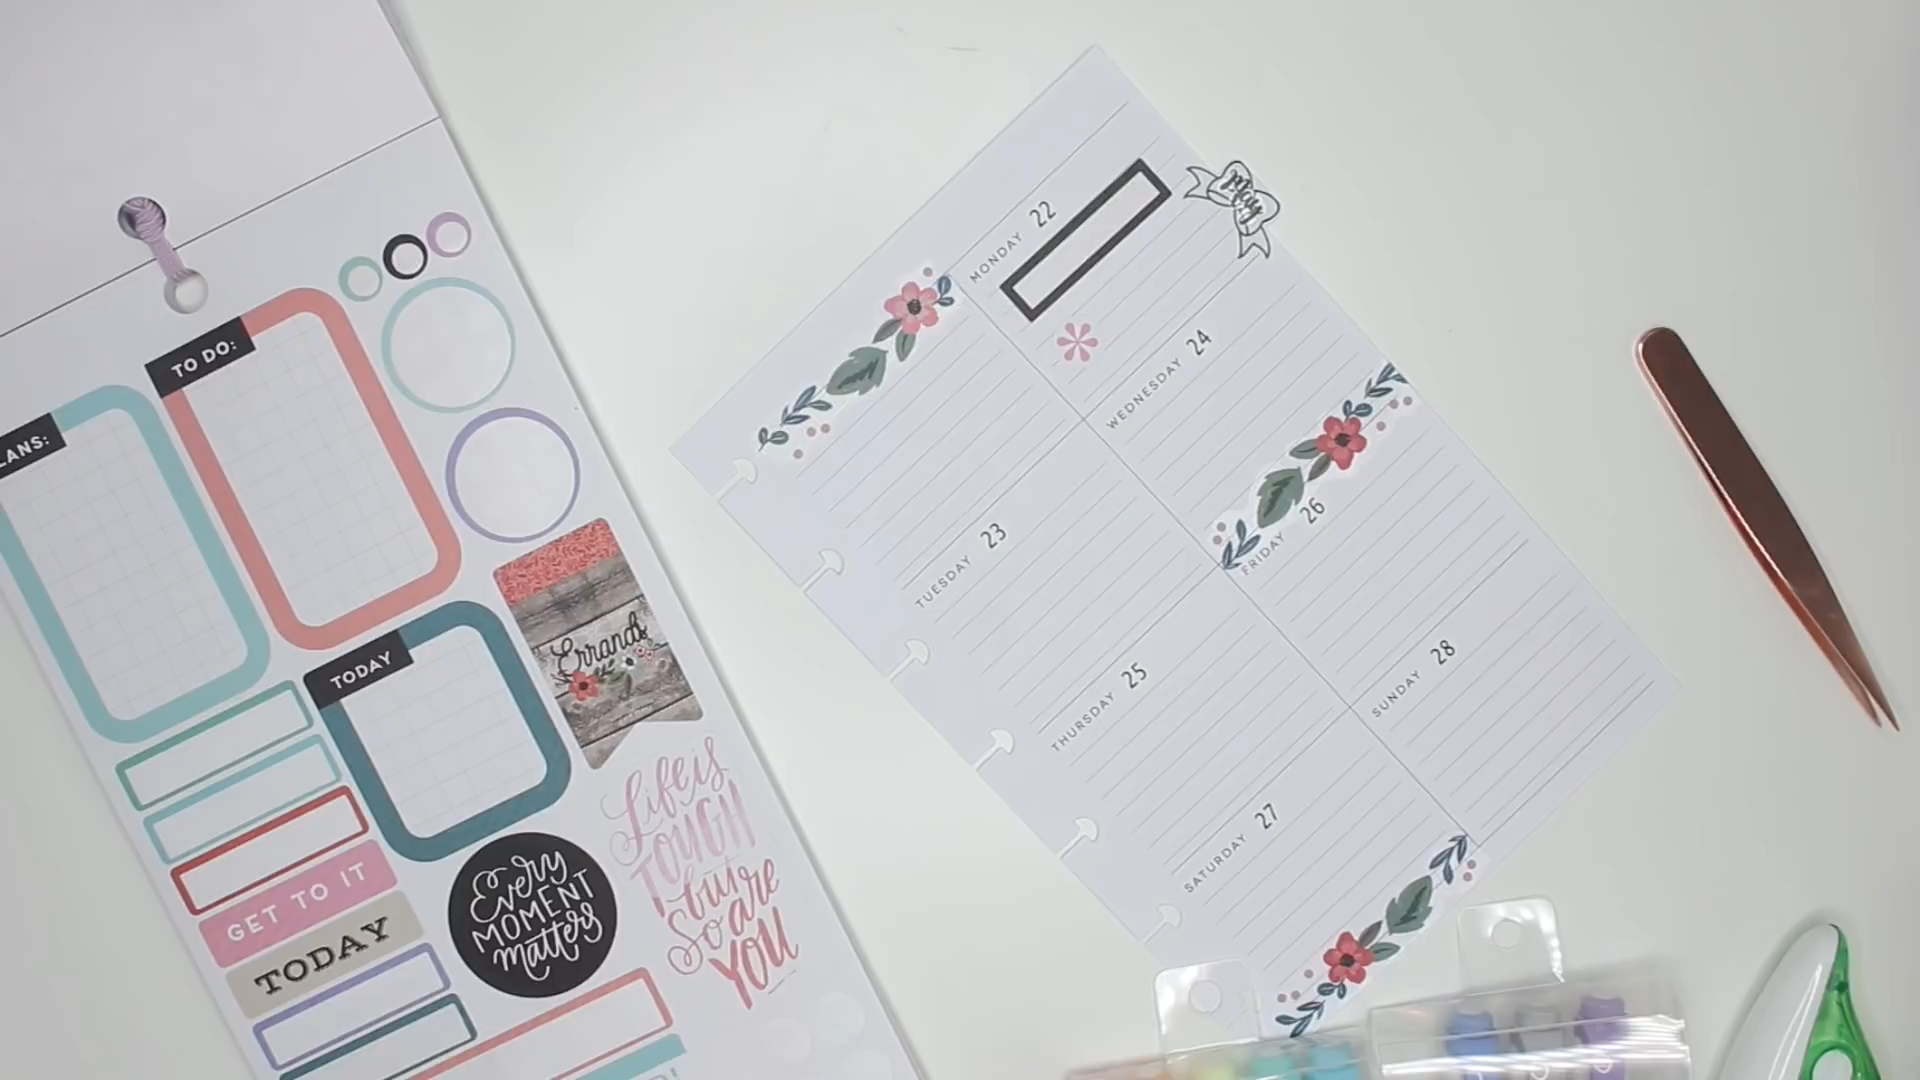 LANS:
TO DO:
TODAY
Errands
Life is
TOUGH
but
So are
YOU
GET TO IT
TODAY
Every
MOMENT
matters
May
MONDAY 22
TUESDAY 23
WEDNESDAY 24
THURSDAY 25
FRIDAY 26
SATURDAY 27
SUNDAY 28